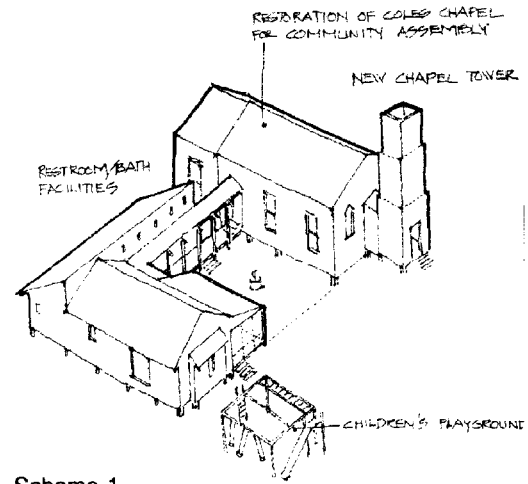 RESTORATION OF COLES CHAPEL
FOR COMMUNITY ASSEMBLY
NEW CHAPEL TOWER
RESTROOM/BATH
FACILITIES
CHILDREN'S PLAYGROUND
Scheme 1